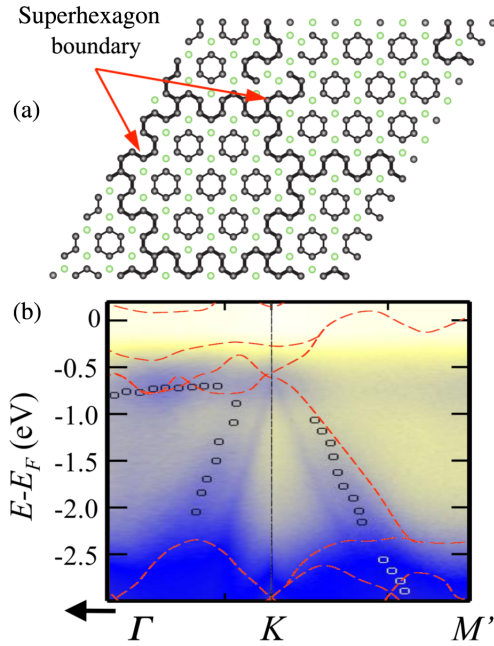 Superhexagon
boundary
(a)
(b)
0
-0.5
-1.0
-1.5
-2.0
-2.5
E-E_F (eV)
Γ K M'